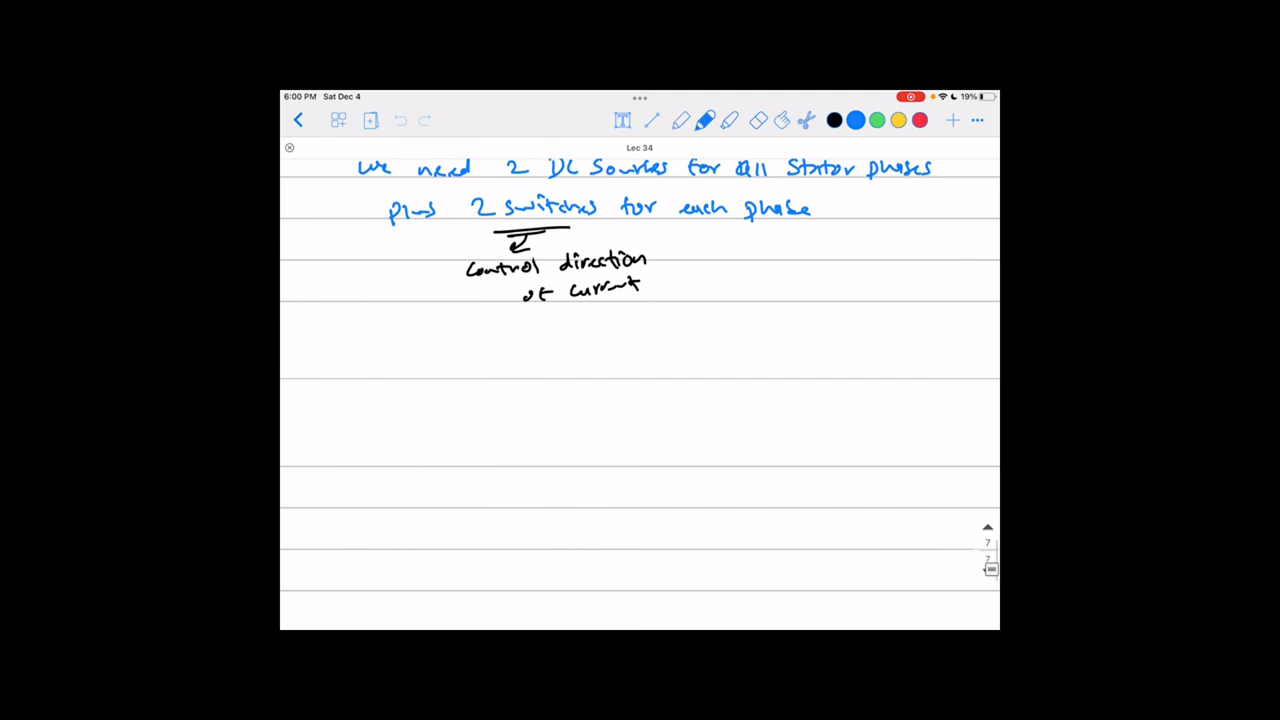 6:00 PM Sat Dec 4
19%
Lec 34
We need 2 DC Sources for all Stator phases
plus 2 switches for each phase
control direction
of current
7
7